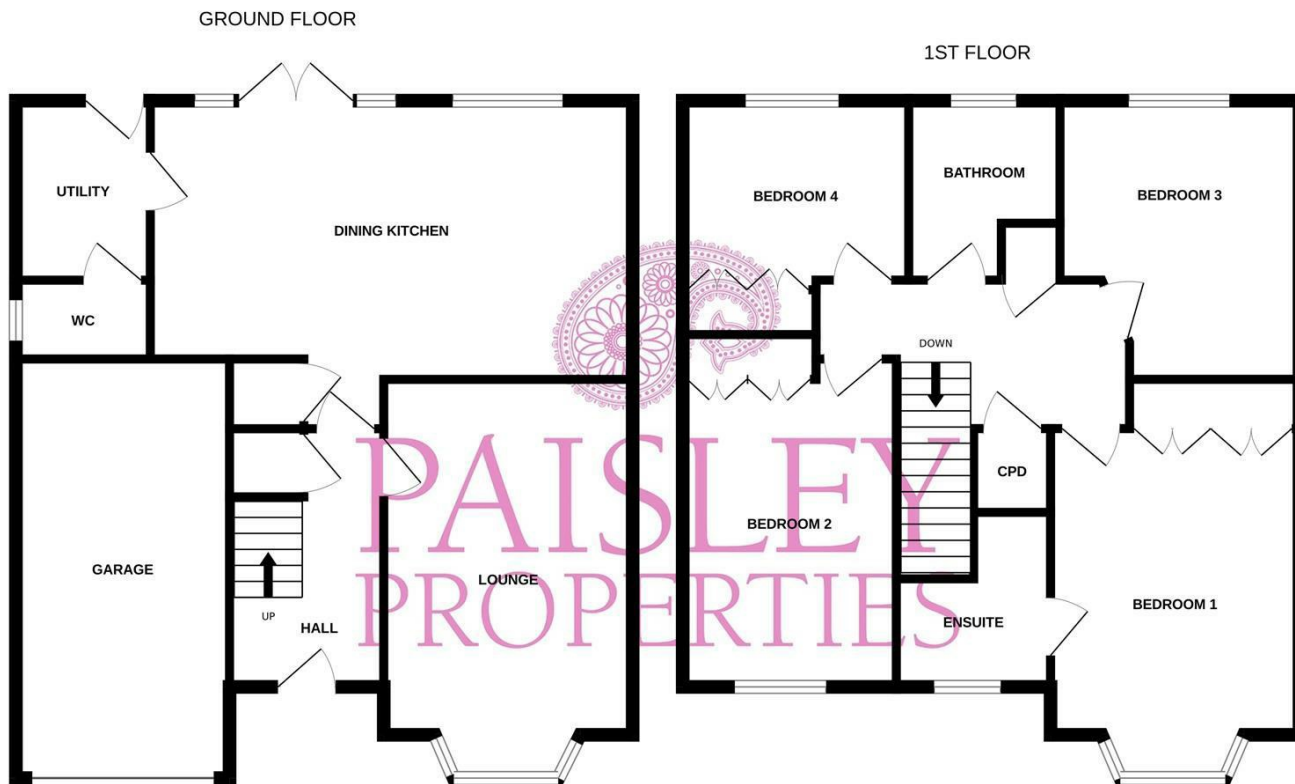 GROUND FLOOR
UTILITY
DINING KITCHEN
WC
GARAGE
UP
HALL
LOUNGE
1ST FLOOR
BEDROOM 4
BATHROOM
BEDROOM 3
DOWN
CPD
BEDROOM 2
ENSUITE
BEDROOM 1
PAISLEY
PROPERTIES